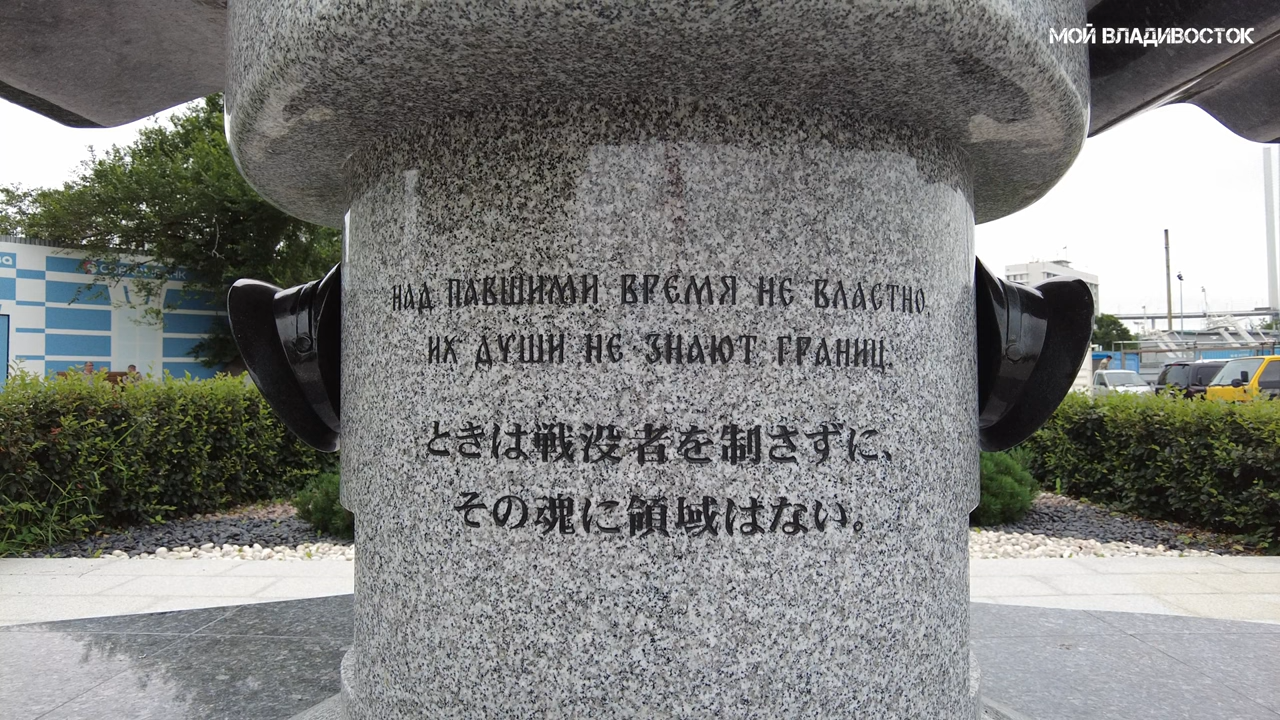 МОЙ ВЛАДИВОСТОК
НАД ПАВШИМИ ВРЕМЯ НЕ ВЛАСТНО.
ИХ ДУШИ НЕ ЗНАЮТ ГРАНИЦ.
ときは戦没者を制さずに、
その魂に領域はない。